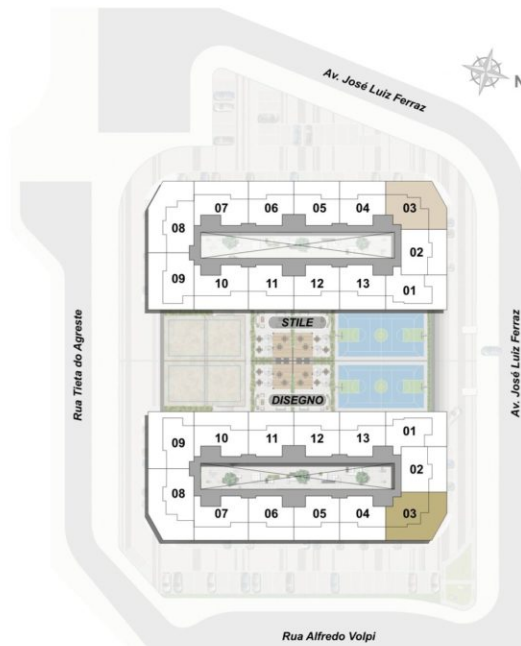 Av. José Luiz Ferraz
N
07 06 05 04 03
08
02
09
10 11 12 13 01
STILE
Rua Tieta do Agreste
Av. José Luiz Ferraz
DISEGNO
09 10 11 12 13 01
02
08
07 06 05 04 03
Rua Alfredo Volpi